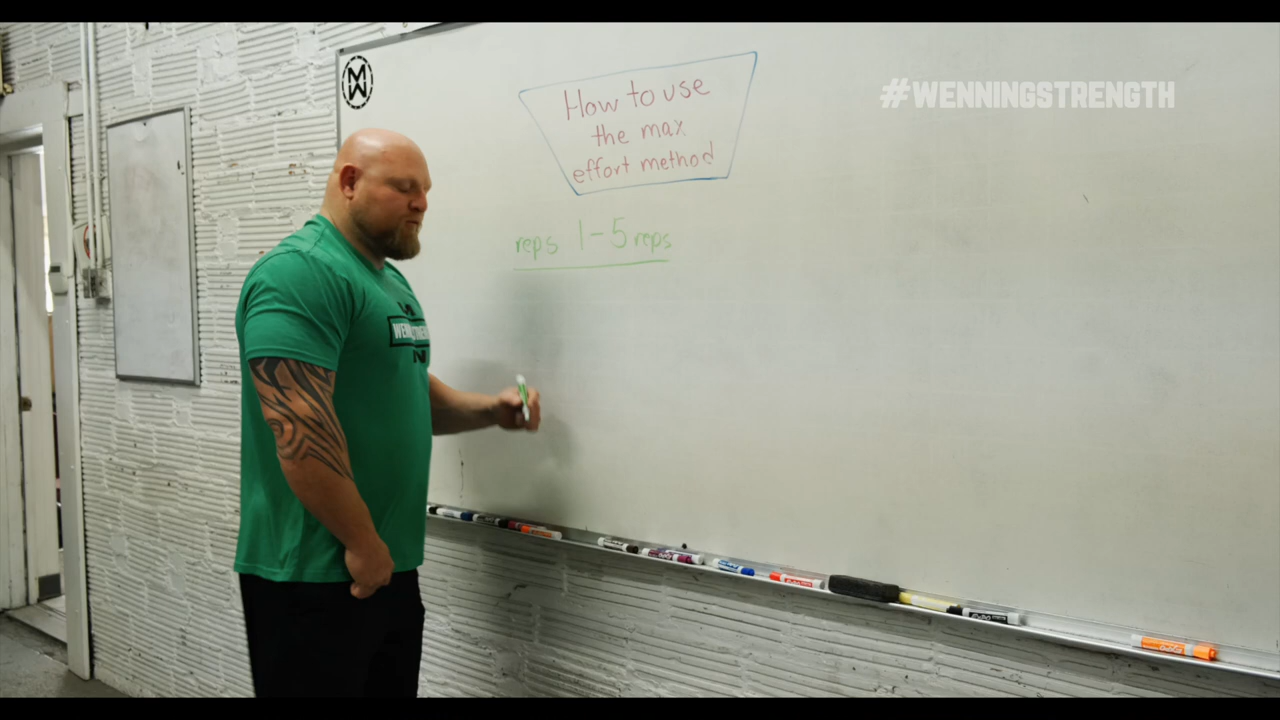 #WENNINGSTRENGTH
How to use
the max
effort method
reps 1-5 reps